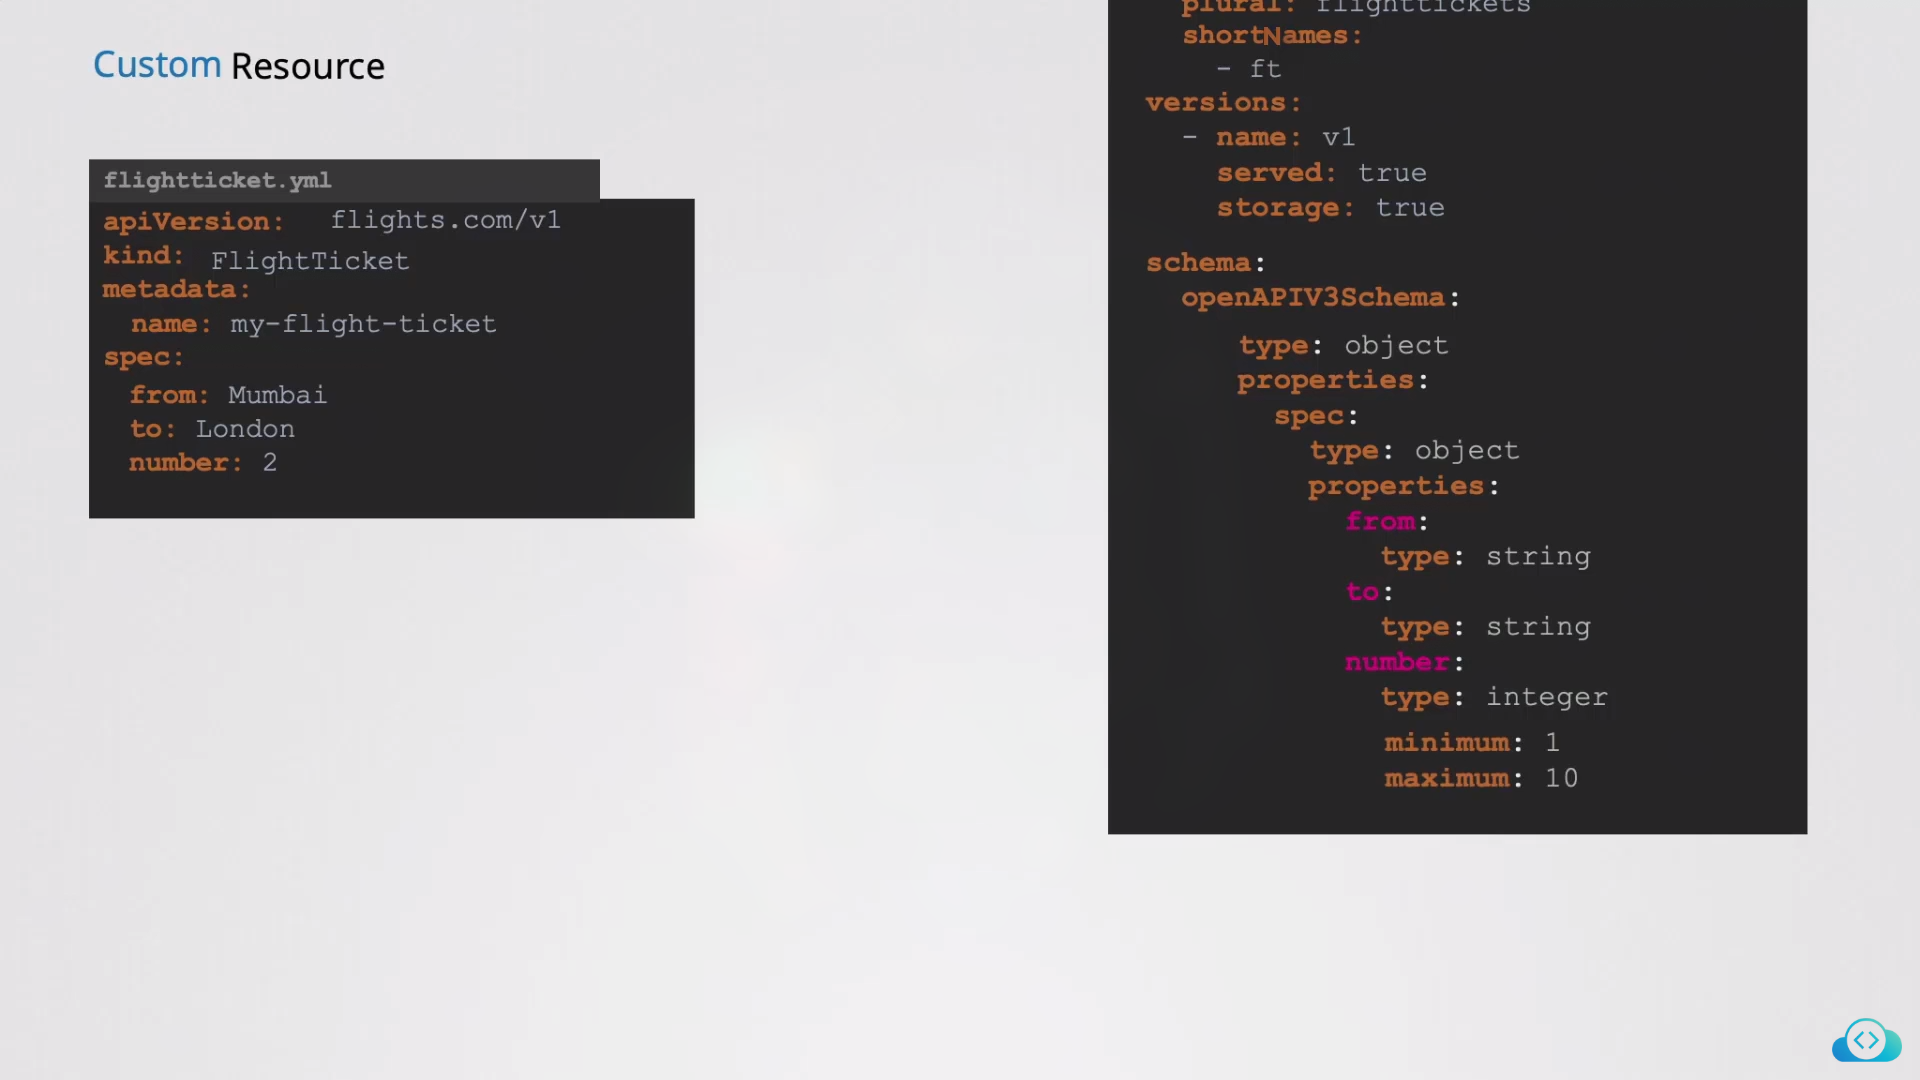 Custom Resource
flightticket.yml
apiVersion: flights.com/v1
kind: FlightTicket
metadata:
name: my-flight-ticket
spec:
from: Mumbai
to: London
number: 2
plural: flighttickets
shortNames:
- ft
versions:
- name: v1
served: true
storage: true
schema:
openAPIV3Schema:
type: object
properties:
spec:
type: object
properties:
from:
type: string
to:
type: string
number:
type: integer
minimum: 1
maximum: 10